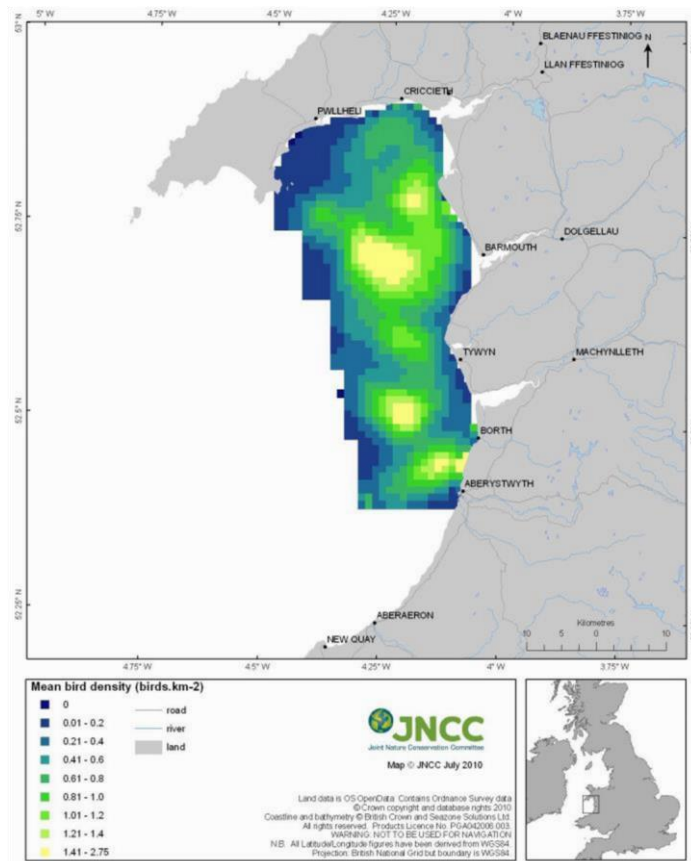 5° W
4.75° W
4.5° W
4.25° W
4° W
3.75° W
53° N
BLAENAU FFESTINIOG
N
LLAN FFESTINIOG
CRICCIETH
PWLLHELI
52.75° N
DOLGELLAU
BARMOUTH
TYWYN
MACHYNLLETH
52.5° N
BORTH
ABERYSTWYTH
52.25° N
ABERAERON
NEW QUAY
Kilometres
10 5 0 10
4.75° W
4.5° W
4.25° W
4° W
3.75° W
Mean bird density (birds.km-2)
0
0.01 - 0.2
0.21 - 0.4
0.41 - 0.6
0.61 - 0.8
0.81 - 1.0
1.01 - 1.2
1.21 - 1.4
1.41 - 2.75
road
river
land
JNCC
Joint Nature Conservation Committee
Map © JNCC July 2010
Land data is OS OpenData: Contains Ordnance Survey data
© Crown copyright and database rights 2010
Coastline and bathymetry © British Crown and Seazone Solutions Ltd.
All rights reserved. Products Licence No. PGA042006.003.
WARNING: NOT TO BE USED FOR NAVIGATION
N.B. All Latitude/Longitude figures have been derived from WGS84.
Projection: British National Grid but boundary is WGS84.